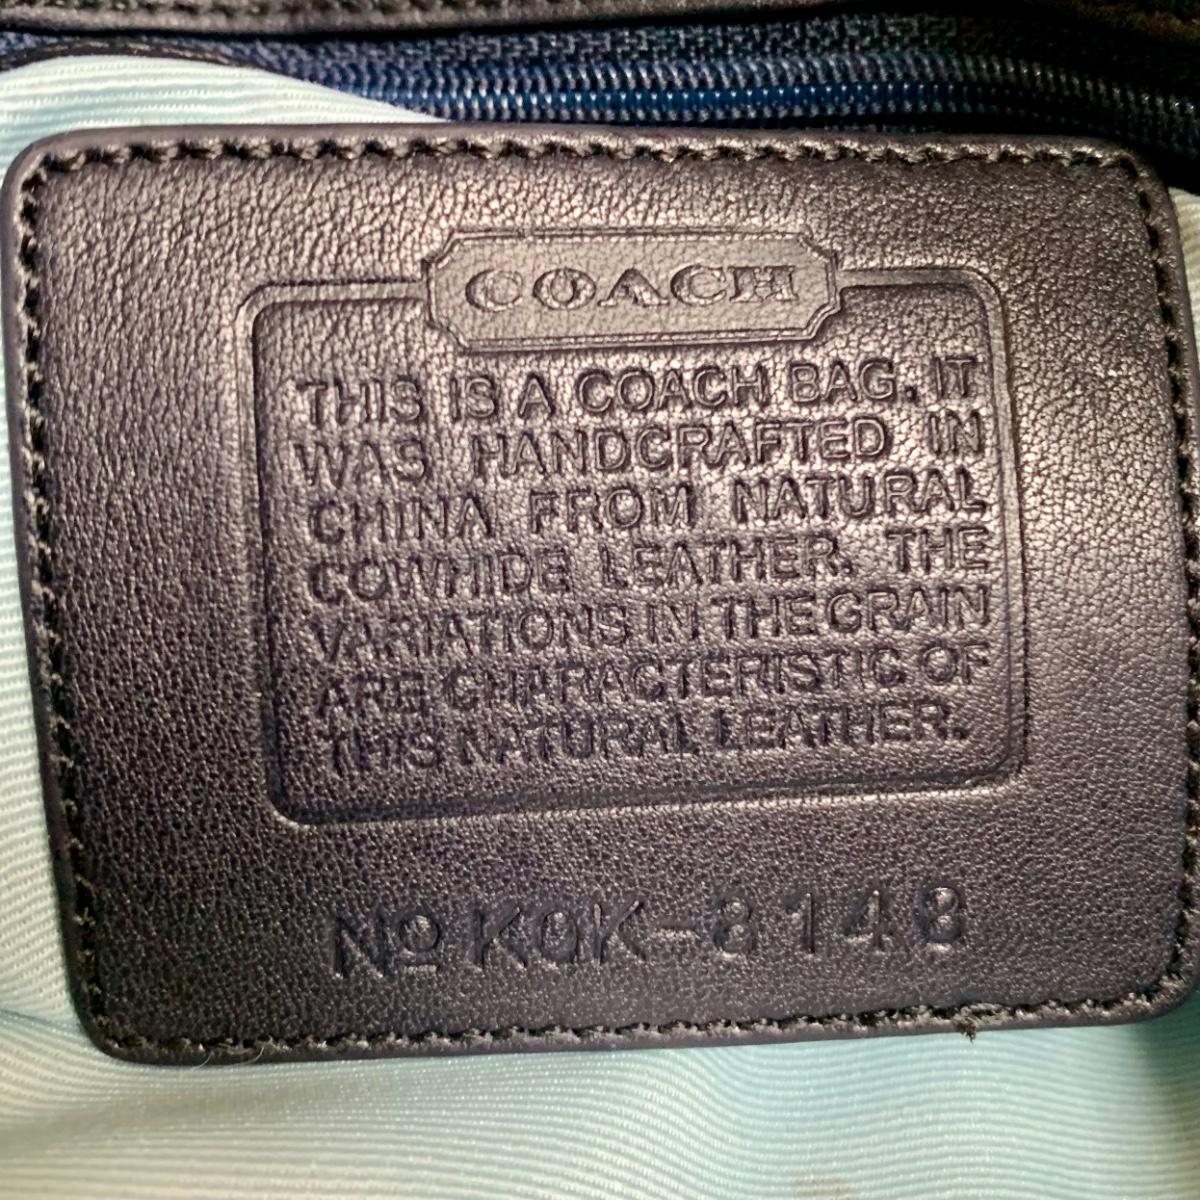 COACH
THIS IS A COACH BAG. IT
WAS HANDCRAFTED IN
CHINA FROM NATURAL
COWHIDE LEATHER. THE
VARIATIONS IN THE GRAIN
ARE CHARACTERISTIC OF
THIS NATURAL LEATHER.
Nº KQK-8148